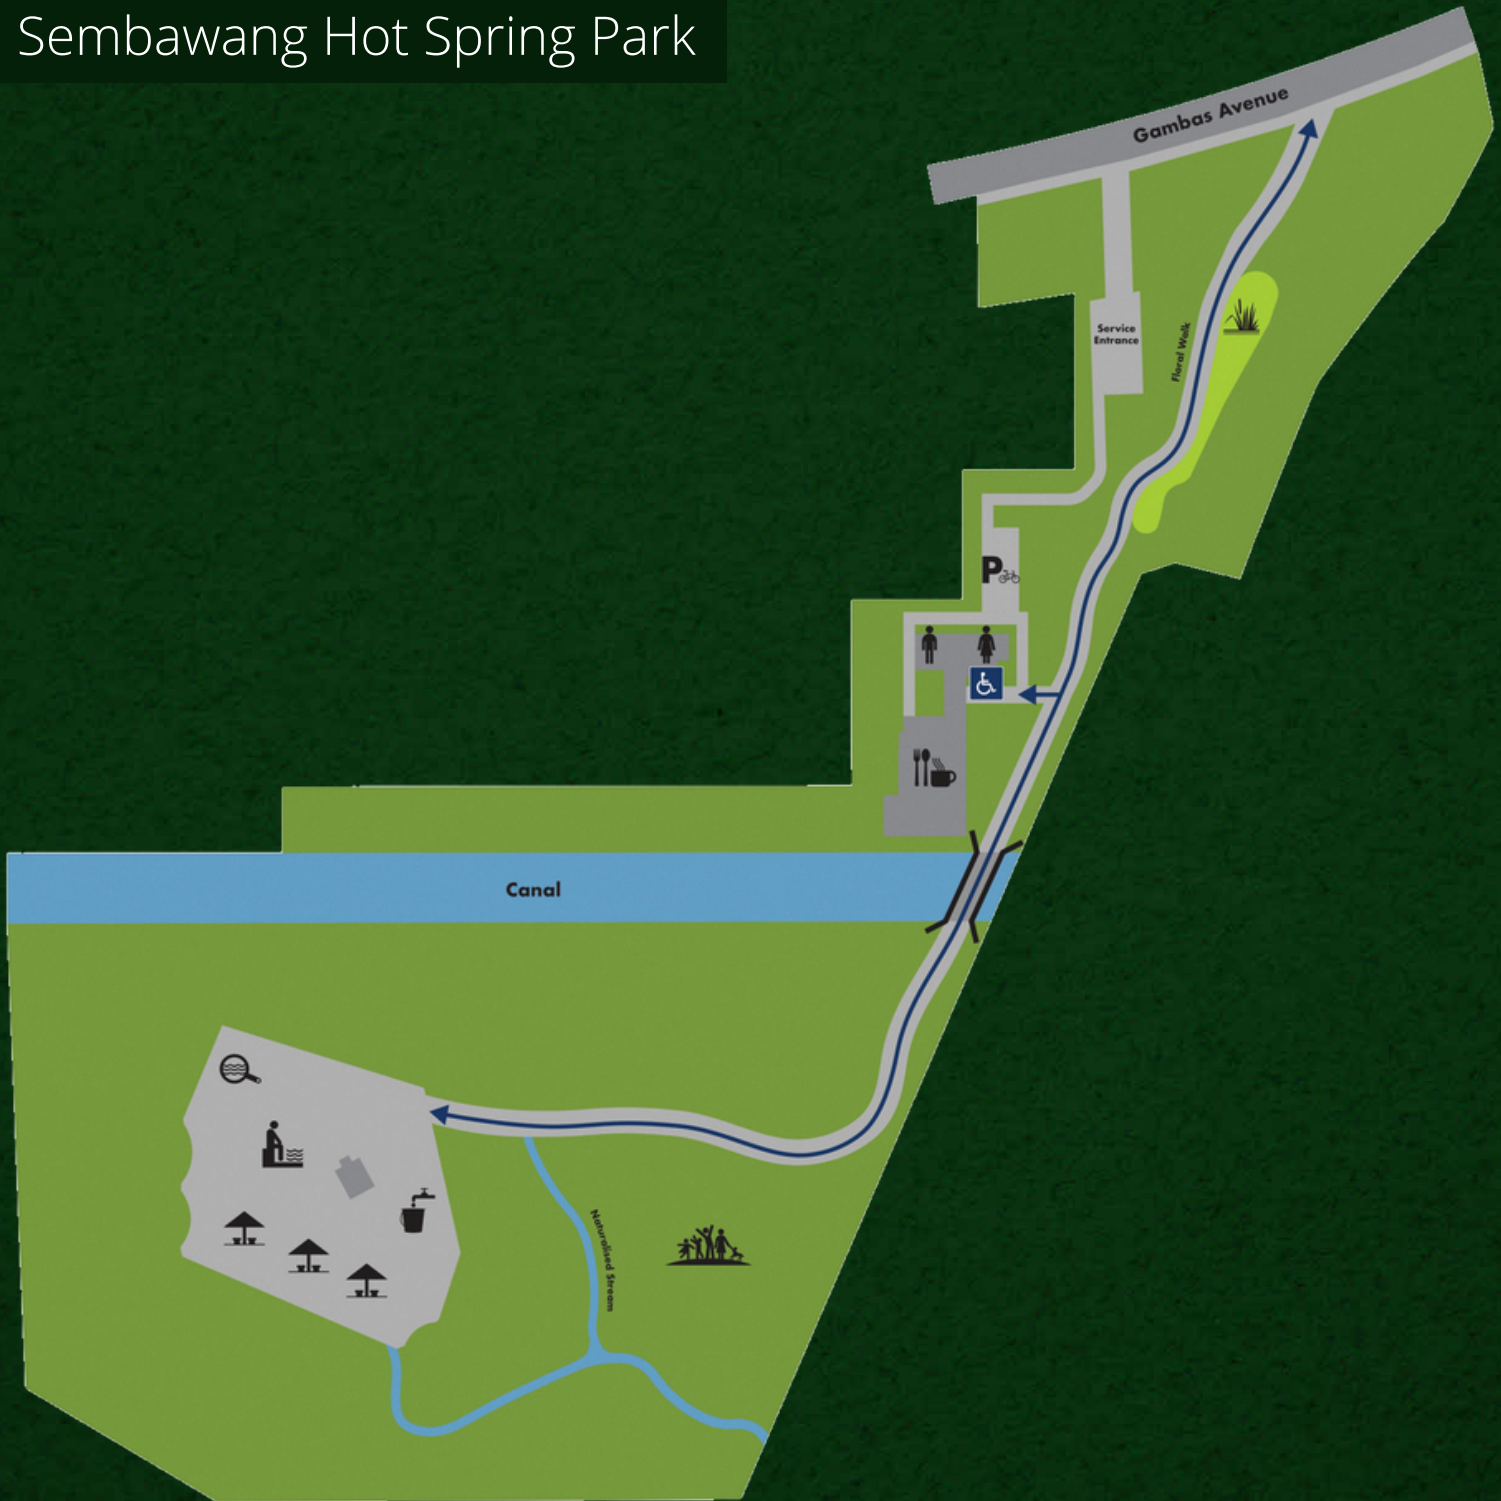 Sembawang Hot Spring Park
Gambas Avenue
Service
Entrance
Floral Walk
P
Canal
Naturalised Stream